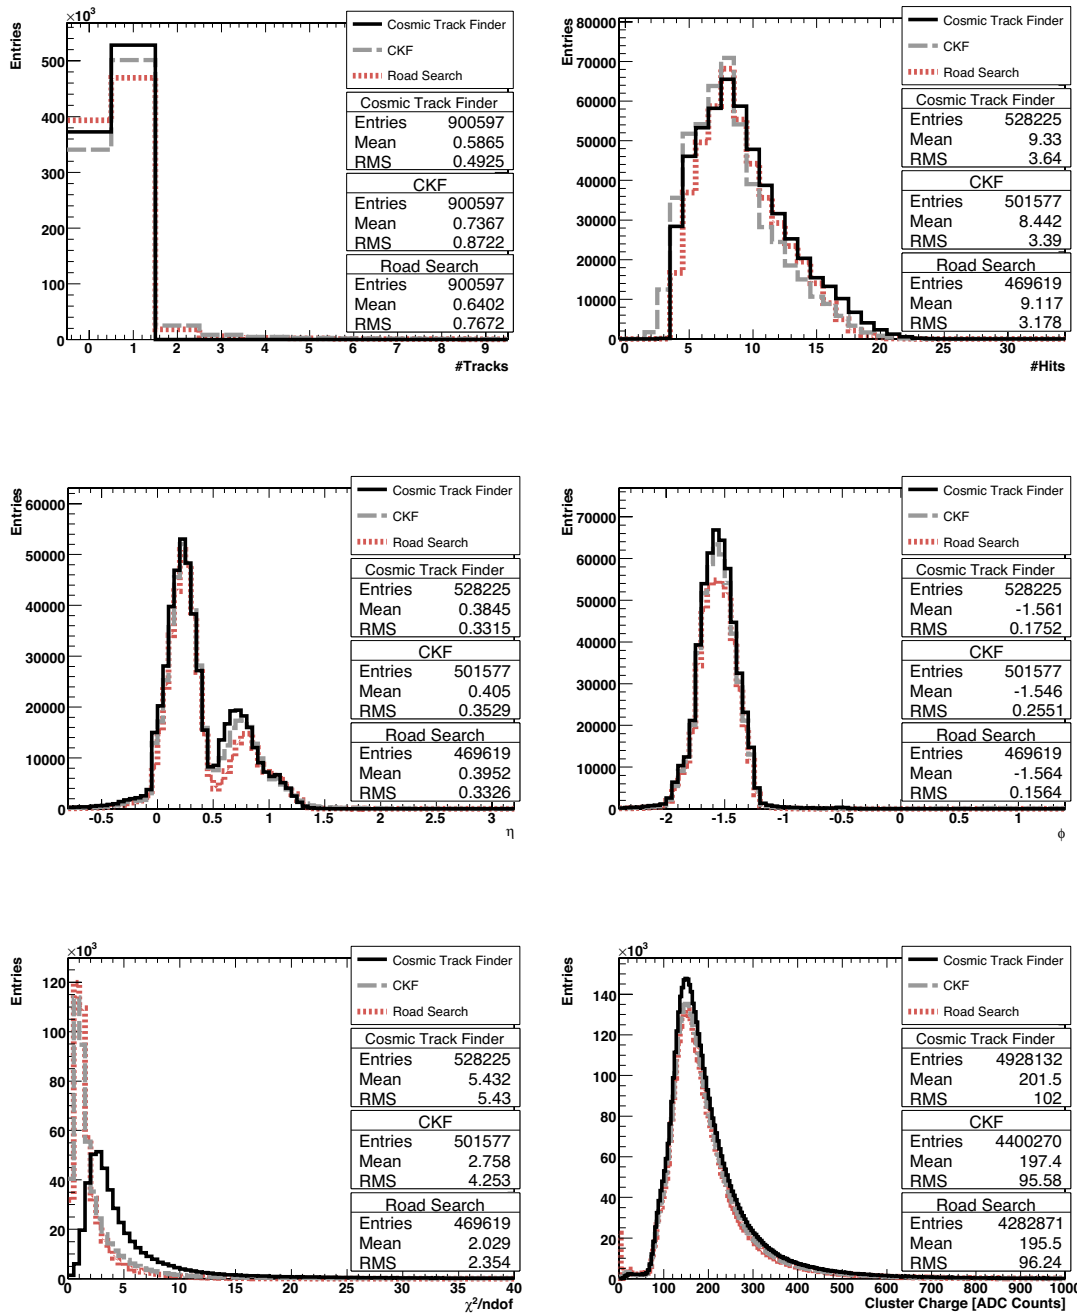 ×10³
Entries
500
400
300
200
100
0
0 1 2 3 4 5 6 7 8 9
#Tracks
Cosmic Track Finder
CKF
Road Search
Cosmic Track Finder
Entries 900597
Mean 0.5865
RMS 0.4925
CKF
Entries 900597
Mean 0.7367
RMS 0.8722
Road Search
Entries 900597
Mean 0.6402
RMS 0.7672
Entries
80000
70000
60000
50000
40000
30000
20000
10000
0
0 5 10 15 20 25 30
#Hits
Cosmic Track Finder
CKF
Road Search
Cosmic Track Finder
Entries 528225
Mean 9.33
RMS 3.64
CKF
Entries 501577
Mean 8.442
RMS 3.39
Road Search
Entries 469619
Mean 9.117
RMS 3.178
Entries
60000
50000
40000
30000
20000
10000
0
-0.5 0 0.5 1 1.5 2 2.5 3
η
Cosmic Track Finder
CKF
Road Search
Cosmic Track Finder
Entries 528225
Mean 0.3845
RMS 0.3315
CKF
Entries 501577
Mean 0.405
RMS 0.3529
Road Search
Entries 469619
Mean 0.3952
RMS 0.3326
Entries
70000
60000
50000
40000
30000
20000
10000
0
-2 -1.5 -1 -0.5 0 0.5 1
ϕ
Cosmic Track Finder
CKF
Road Search
Cosmic Track Finder
Entries 528225
Mean -1.561
RMS 0.1752
CKF
Entries 501577
Mean -1.546
RMS 0.2551
Road Search
Entries 469619
Mean -1.564
RMS 0.1564
×10³
Entries
120
100
80
60
40
20
0
0 5 10 15 20 25 30 35 40
χ²/ndof
Cosmic Track Finder
CKF
Road Search
Cosmic Track Finder
Entries 528225
Mean 5.432
RMS 5.43
CKF
Entries 501577
Mean 2.758
RMS 4.253
Road Search
Entries 469619
Mean 2.029
RMS 2.354
×10³
Entries
140
120
100
80
60
40
20
0
0 100 200 300 400 500 600 700 800 900 1000
Cluster Charge [ADC Counts]
Cosmic Track Finder
CKF
Road Search
Cosmic Track Finder
Entries 4928132
Mean 201.5
RMS 102
CKF
Entries 4400270
Mean 197.4
RMS 95.58
Road Search
Entries 4282871
Mean 195.5
RMS 96.24